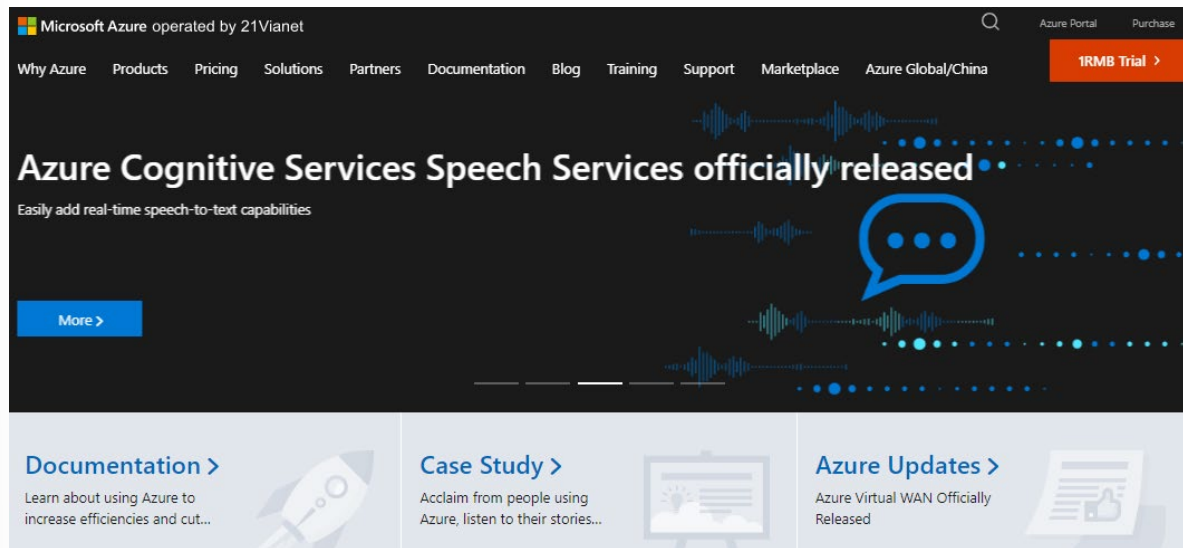 Microsoft Azure operated by 21Vianet
Azure Portal Purchase
Why Azure Products Pricing Solutions Partners Documentation Blog Training Support Marketplace Azure Global/China 1RMB Trial >
Azure Cognitive Services Speech Services officially released
Easily add real-time speech-to-text capabilities
More >
Documentation >
Learn about using Azure to
increase efficiencies and cut...
Case Study >
Acclaim from people using
Azure, listen to their stories...
Azure Updates >
Azure Virtual WAN Officially
Released